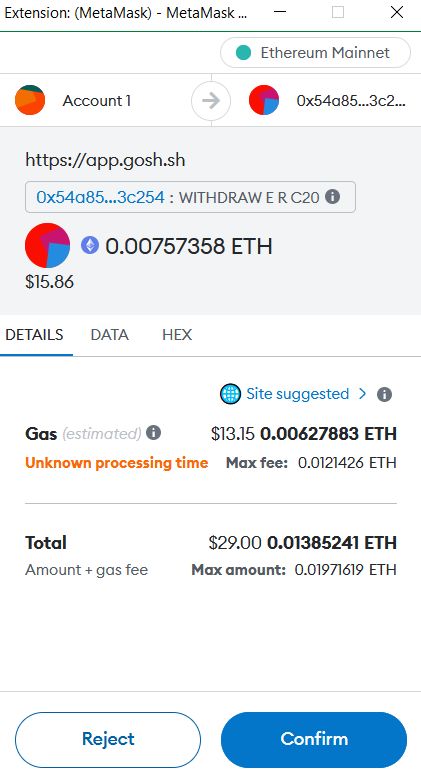 Extension: (MetaMask) - MetaMask ...
Ethereum Mainnet
Account 1 0x54a85...3c2...
https://app.gosh.sh
0x54a85...3c254 : WITHDRAW E R C20
0.00757358 ETH
$15.86
DETAILS DATA HEX
Site suggested >
Gas (estimated) $13.15 0.00627883 ETH
Unknown processing time Max fee: 0.0121426 ETH
Total $29.00 0.01385241 ETH
Amount + gas fee Max amount: 0.01971619 ETH
Reject Confirm